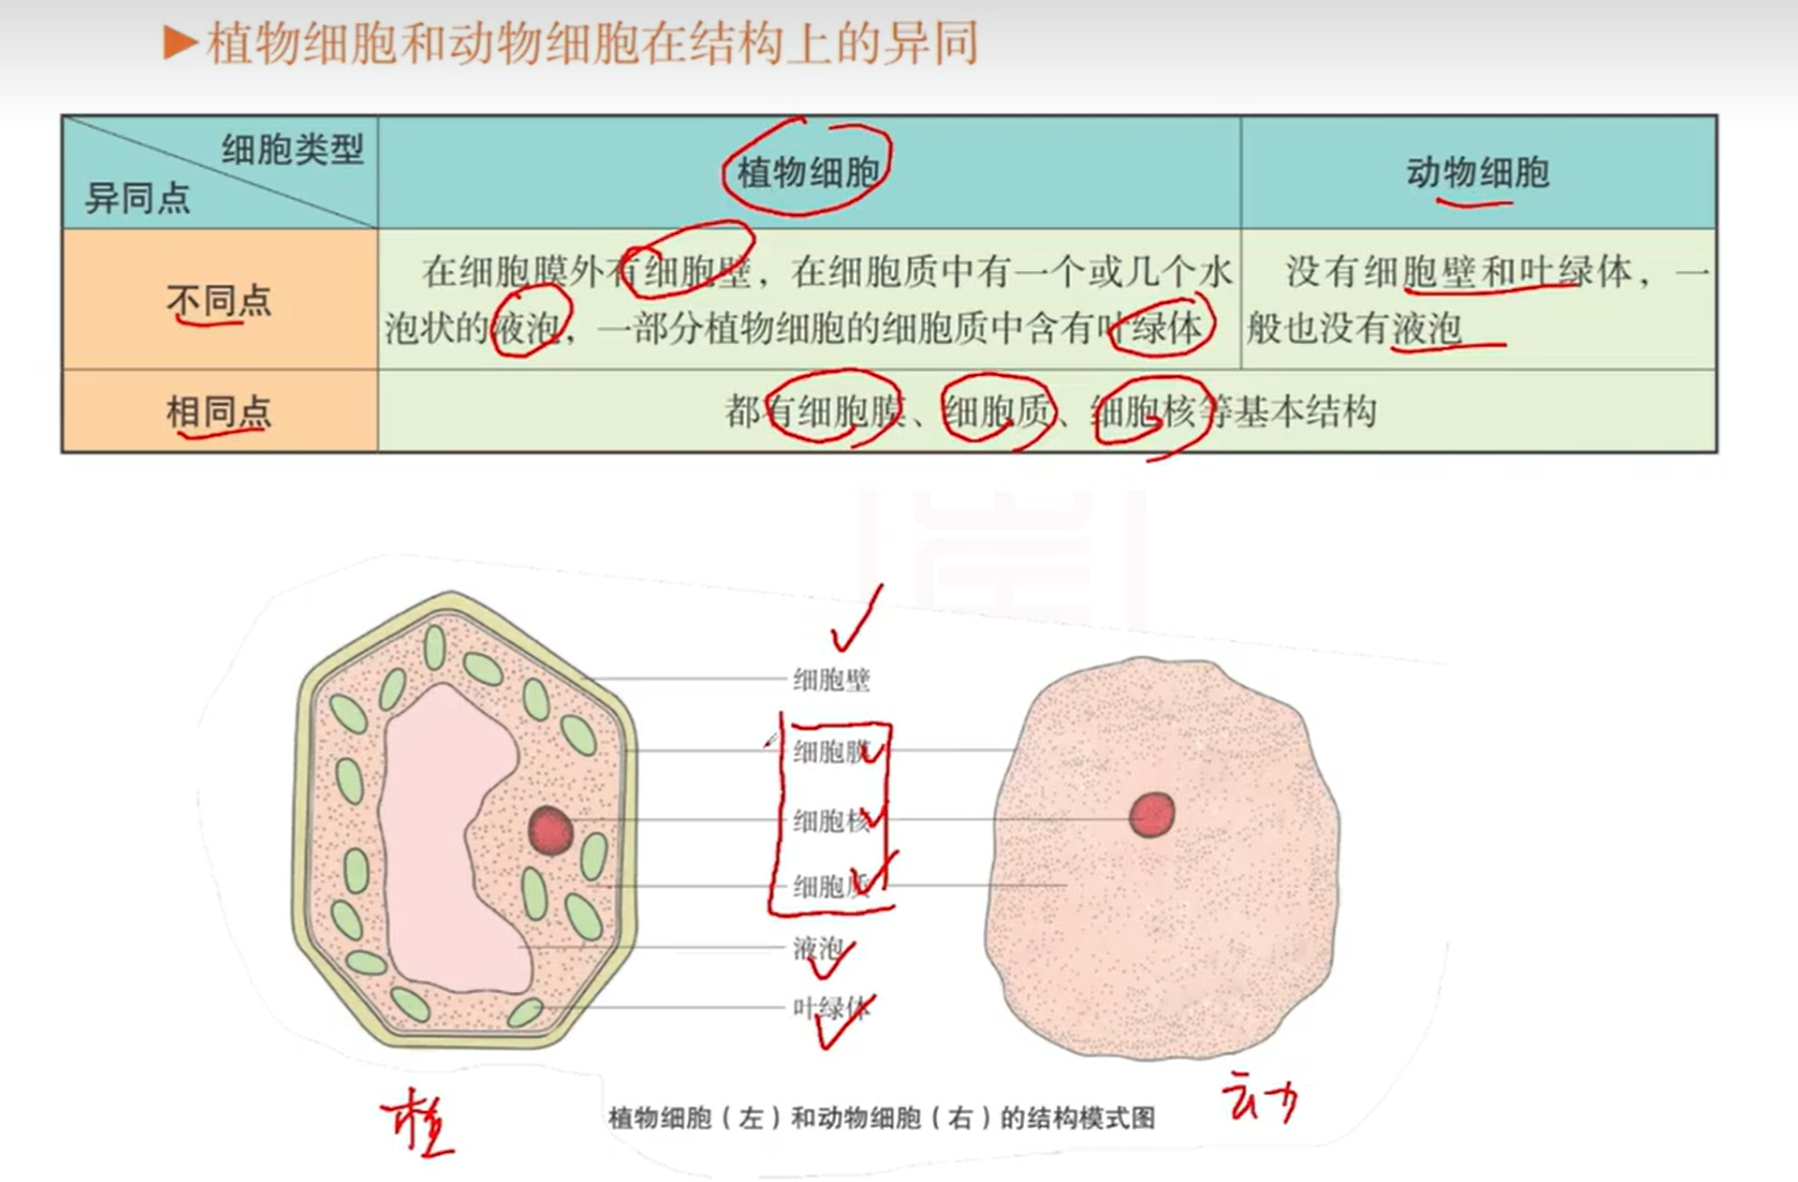 ▶植物细胞和动物细胞在结构上的异同
细胞类型
异同点
植物细胞
动物细胞
不同点
在细胞膜外有细胞壁，在细胞质中有一个或几个水
泡状的液泡，一部分植物细胞的细胞质中含有叶绿体
没有细胞壁和叶绿体，一
般也没有液泡
相同点
都有细胞膜、细胞质、细胞核等基本结构
细胞壁
细胞膜
细胞核
细胞质
液泡
叶绿体
植
动
植物细胞（左）和动物细胞（右）的结构模式图